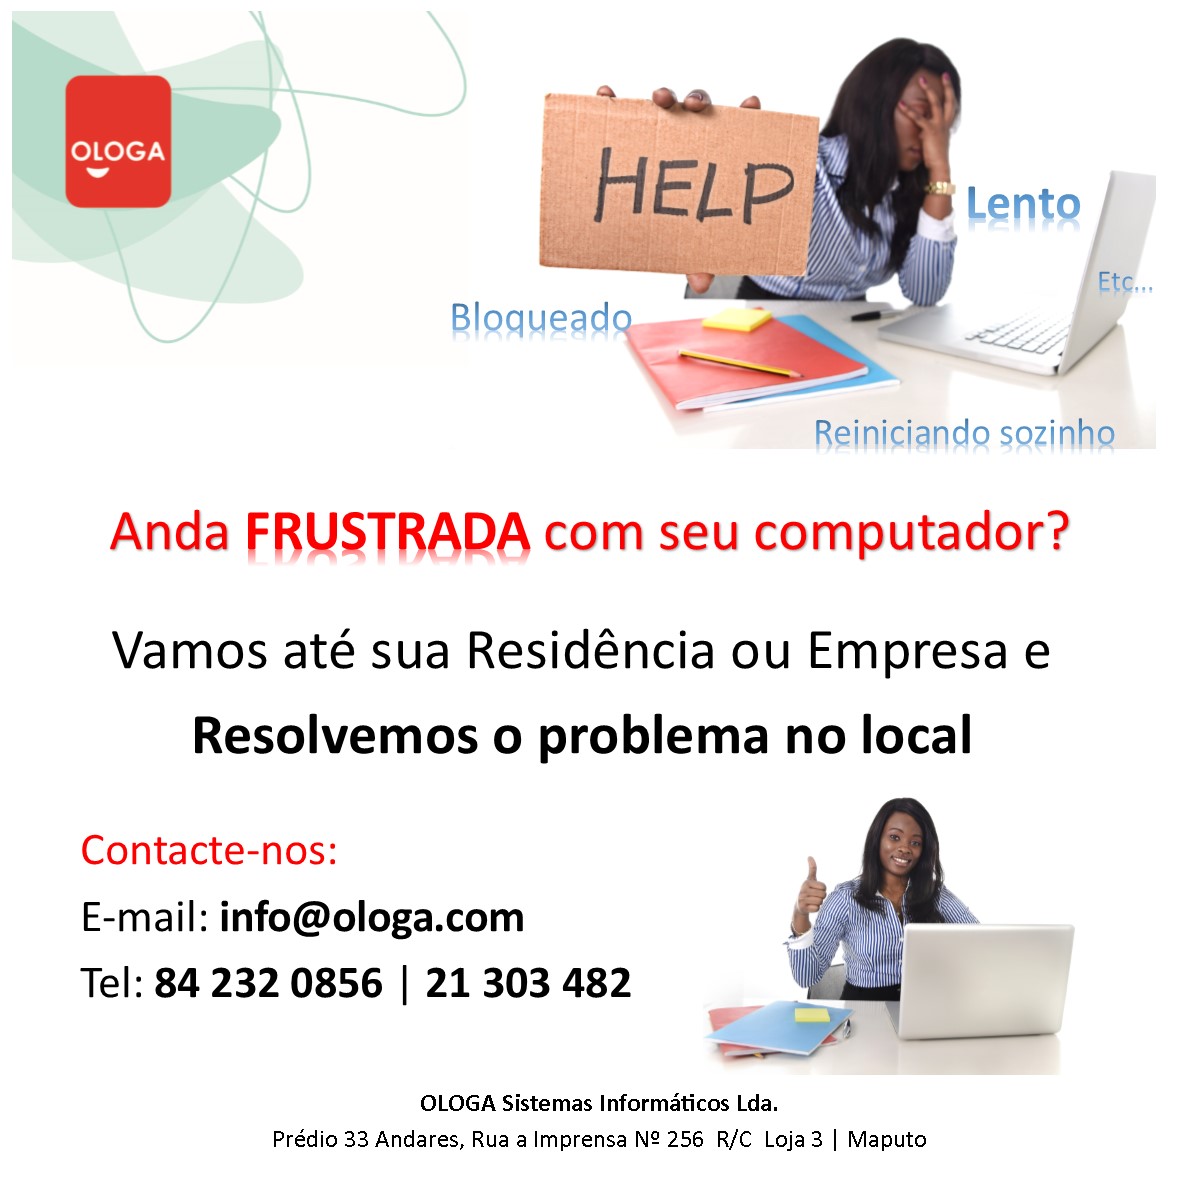 OLOGA
HELP
Lento
Etc...
Bloqueado
Reiniciando sozinho
Anda FRUSTRADA com seu computador?
Vamos até sua Residência ou Empresa e
Resolvemos o problema no local
Contacte-nos:
E-mail: info@ologa.com
Tel: 84 232 0856 | 21 303 482
OLOGA Sistemas Informáticos Lda.
Prédio 33 Andares, Rua a Imprensa Nº 256 R/C Loja 3 | Maputo